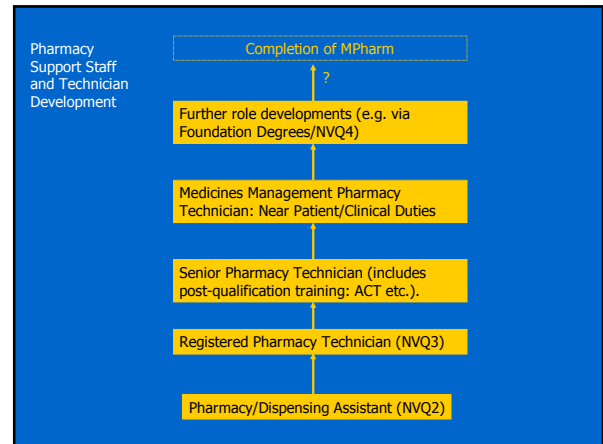 Pharmacy
Support Staff
and Technician
Development
Completion of MPharm
?
Further role developments (e.g. via
Foundation Degrees/NVQ4)
Medicines Management Pharmacy
Technician: Near Patient/Clinical Duties
Senior Pharmacy Technician (includes
post-qualification training: ACT etc.).
Registered Pharmacy Technician (NVQ3)
Pharmacy/Dispensing Assistant (NVQ2)